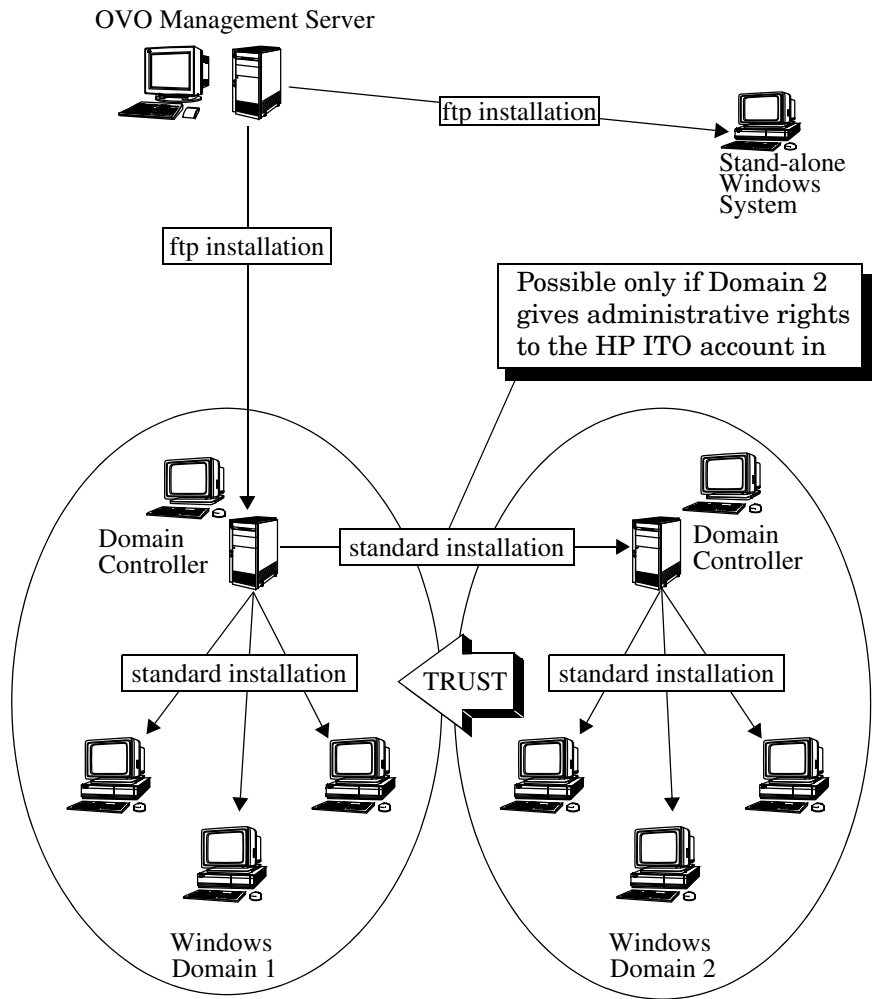 OVO Management Server
ftp installation
Stand-alone
Windows
System
ftp installation
Possible only if Domain 2
gives administrative rights
to the HP ITO account in
Domain
Controller
standard installation
Domain
Controller
standard installation
TRUST
standard installation
Windows
Domain 1
Windows
Domain 2